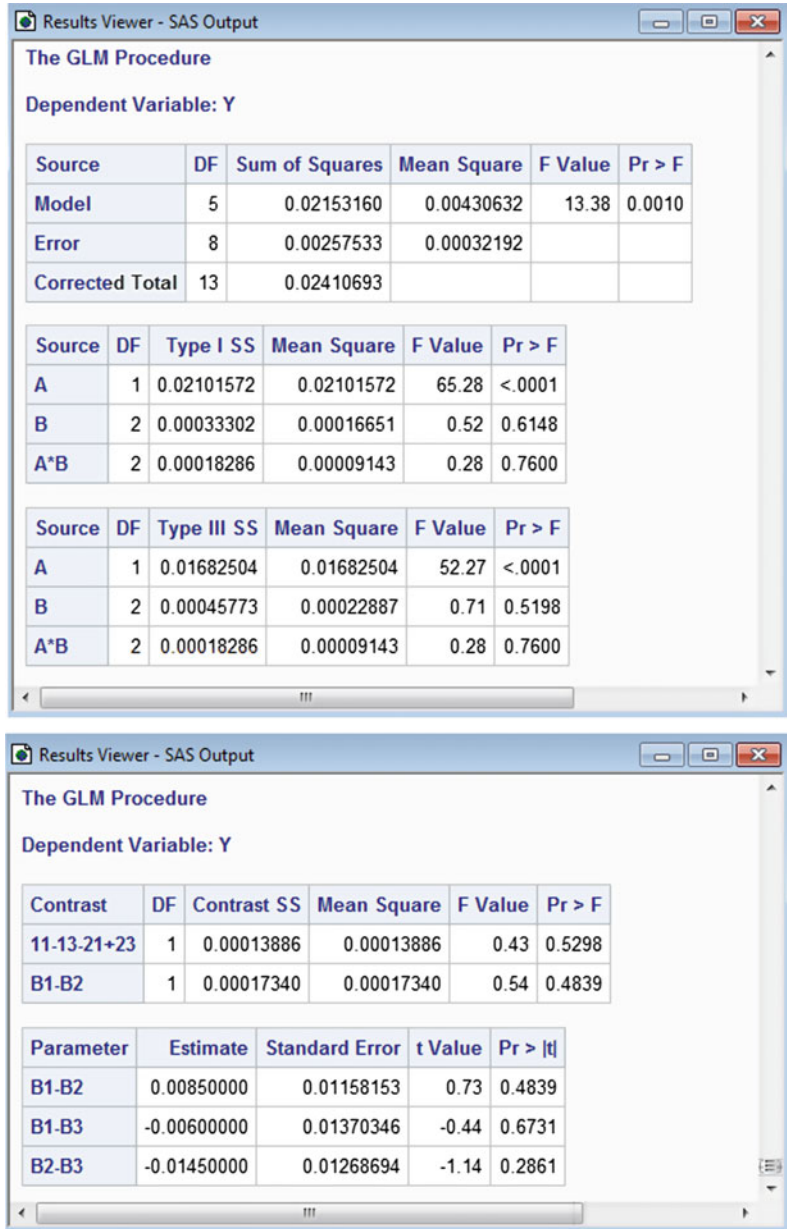 Results Viewer - SAS Output
The GLM Procedure
Dependent Variable: Y
Source DF Sum of Squares Mean Square F Value Pr > F
Model 5 0.02153160 0.00430632 13.38 0.0010
Error 8 0.00257533 0.00032192
Corrected Total 13 0.02410693
Source DF Type I SS Mean Square F Value Pr > F
A 1 0.02101572 0.02101572 65.28 <.0001
B 2 0.00033302 0.00016651 0.52 0.6148
A*B 2 0.00018286 0.00009143 0.28 0.7600
Source DF Type III SS Mean Square F Value Pr > F
A 1 0.01682504 0.01682504 52.27 <.0001
B 2 0.00045773 0.00022887 0.71 0.5198
A*B 2 0.00018286 0.00009143 0.28 0.7600
Results Viewer - SAS Output
The GLM Procedure
Dependent Variable: Y
Contrast DF Contrast SS Mean Square F Value Pr > F
11-13-21+23 1 0.00013886 0.00013886 0.43 0.5298
B1-B2 1 0.00017340 0.00017340 0.54 0.4839
Parameter Estimate Standard Error t Value Pr > |t|
B1-B2 0.00850000 0.01158153 0.73 0.4839
B1-B3 -0.00600000 0.01370346 -0.44 0.6731
B2-B3 -0.01450000 0.01268694 -1.14 0.2861